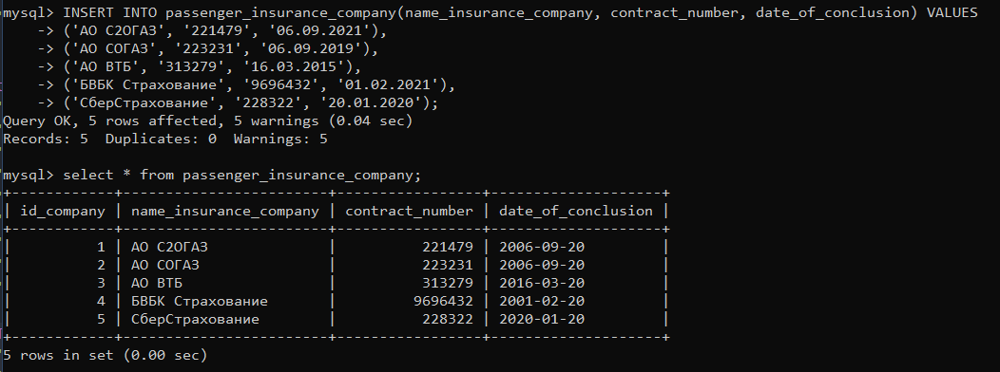 mysql> INSERT INTO passenger_insurance_company(name_insurance_company, contract_number, date_of_conclusion) VALUES
    -> ('АО С2ОГАЗ', '221479', '06.09.2021'),
    -> ('АО СОГАЗ', '223231', '06.09.2019'),
    -> ('АО ВТБ', '313279', '16.03.2015'),
    -> ('БВБК Страхование', '9696432', '01.02.2021'),
    -> ('СберСтрахование', '228322', '20.01.2020');
Query OK, 5 rows affected, 5 warnings (0.04 sec)
Records: 5  Duplicates: 0  Warnings: 5
mysql> select * from passenger_insurance_company;
+------------+------------------------+-----------------+--------------------+
| id_company | name_insurance_company | contract_number | date_of_conclusion |
+------------+------------------------+-----------------+--------------------+
|          1 | АО С2ОГАЗ              |          221479 | 2006-09-20         |
|          2 | АО СОГАЗ               |          223231 | 2006-09-20         |
|          3 | АО ВТБ                 |          313279 | 2016-03-20         |
|          4 | БВБК Страхование       |         9696432 | 2001-02-20         |
|          5 | СберСтрахование        |          228322 | 2020-01-20         |
+------------+------------------------+-----------------+--------------------+
5 rows in set (0.00 sec)